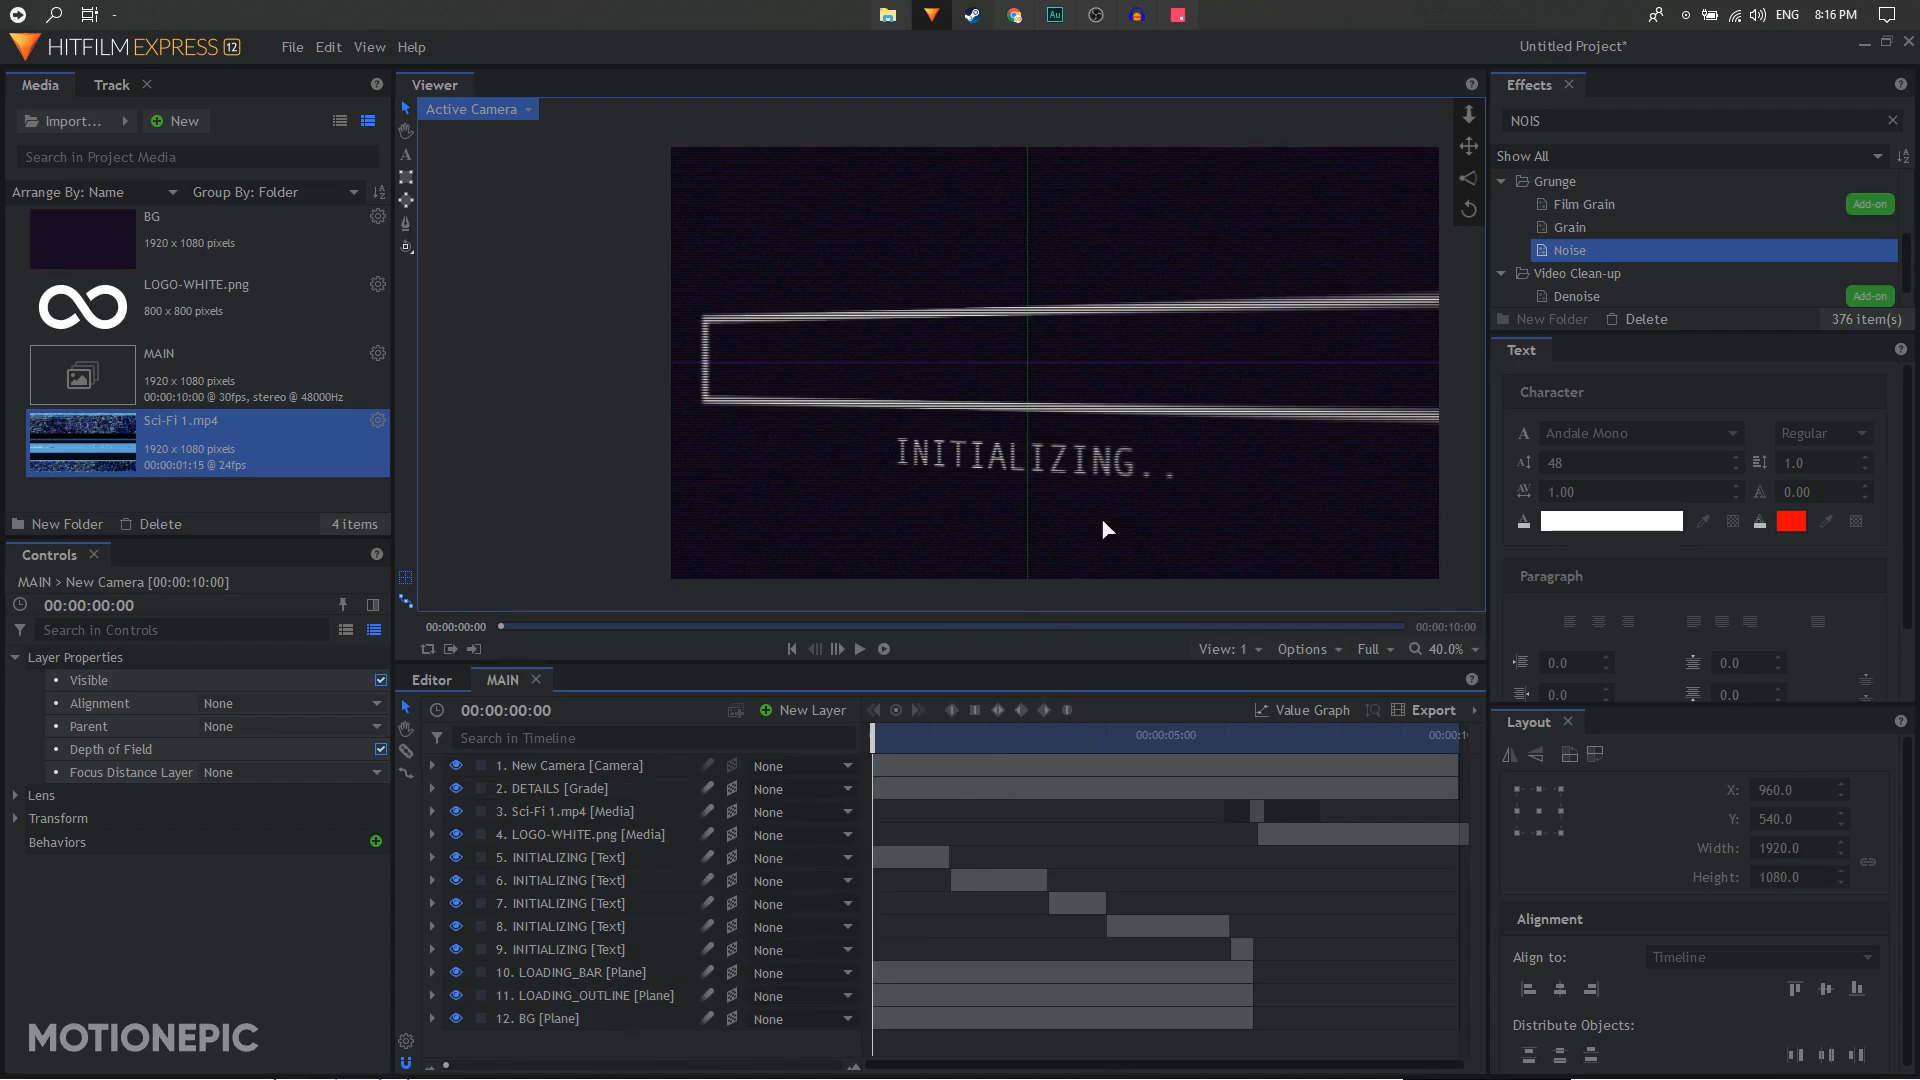 ENG
8:16 PM
HITFILM EXPRESS 12
File
Edit
View
Help
Untitled Project*
Media
Track
Import...
New
Search in Project Media
Arrange By: Name
Group By: Folder
BG
1920 x 1080 pixels
LOGO-WHITE.png
800 x 800 pixels
MAIN
1920 x 1080 pixels
00:00:10:00 @ 30fps, stereo @ 48000Hz
Sci-Fi 1.mp4
1920 x 1080 pixels
00:00:01:15 @ 24fps
New Folder
Delete
4 items
Controls
MAIN > New Camera [00:00:10:00]
00:00:00:00
Search in Controls
Layer Properties
Visible
Alignment None
Parent None
Depth of Field
Focus Distance Layer None
Lens
Transform
Behaviors
MOTIONEPIC
Viewer
Active Camera
INITIALIZING..
00:00:00:00
00:00:10:00
View: 1
Options
Full
40.0%
Editor
MAIN
00:00:00:00
New Layer
Value Graph
Export
Search in Timeline
00:00:05:00
00:00:1
1. New Camera [Camera] None
2. DETAILS [Grade] None
3. Sci-Fi 1.mp4 [Media] None
4. LOGO-WHITE.png [Media] None
5. INITIALIZING [Text] None
6. INITIALIZING [Text] None
7. INITIALIZING [Text] None
8. INITIALIZING [Text] None
9. INITIALIZING [Text] None
10. LOADING_BAR [Plane] None
11. LOADING_OUTLINE [Plane] None
12. BG [Plane] None
Effects
NOIS
Show All
Grunge
Film Grain Add-on
Grain
Noise
Video Clean-up
Denoise Add-on
New Folder
Delete
376 item(s)
Text
Character
Andale Mono
Regular
48
1.0
1.00
0.00
Paragraph
0.0
0.0
0.0
0.0
Layout
X: 960.0
Y: 540.0
Width: 1920.0
Height: 1080.0
Alignment
Align to: Timeline
Distribute Objects: